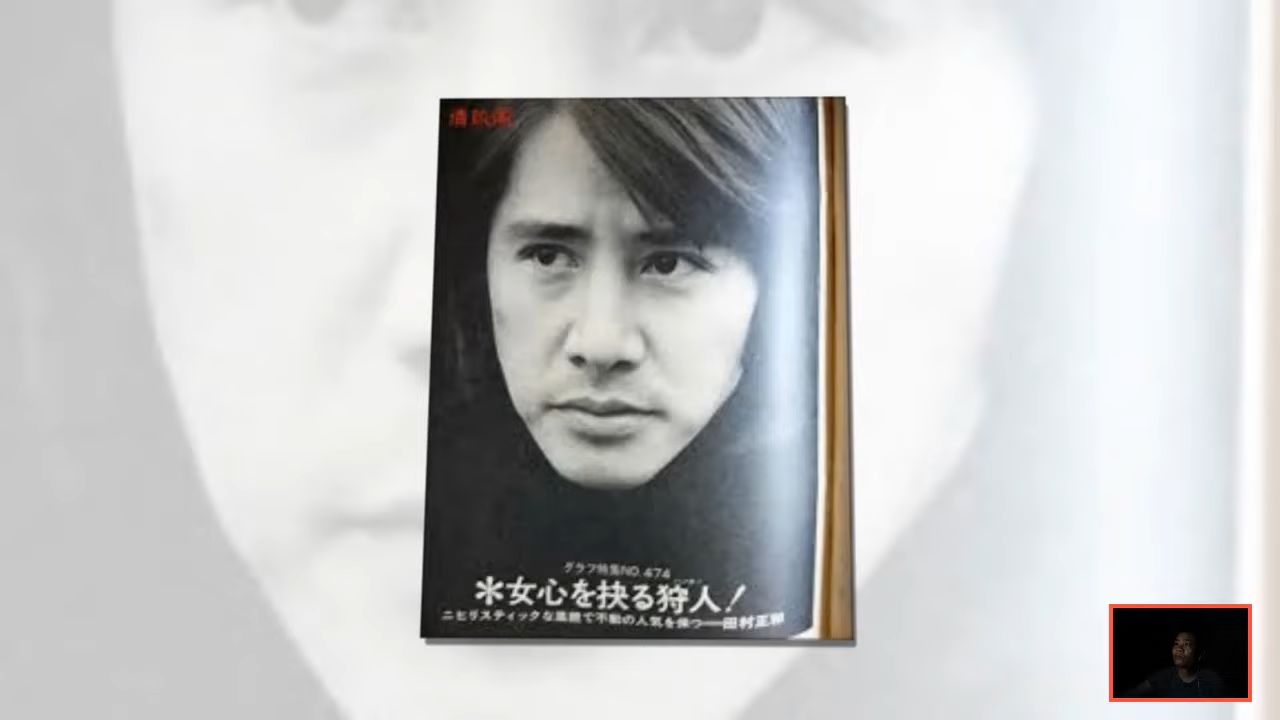 グラフ特集NO.474
*女心を抉る狩人!
ニヒリスティックな風貌で不動の人気を保つ──田村正和